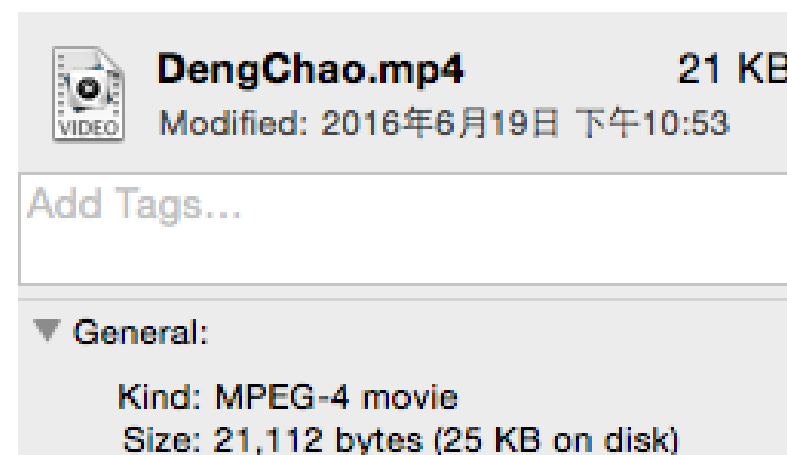 DengChao.mp4 21 KB
VIDEO
Modified: 2016年6月19日 下午10:53
Add Tags...
General:
Kind: MPEG-4 movie
Size: 21,112 bytes (25 KB on disk)